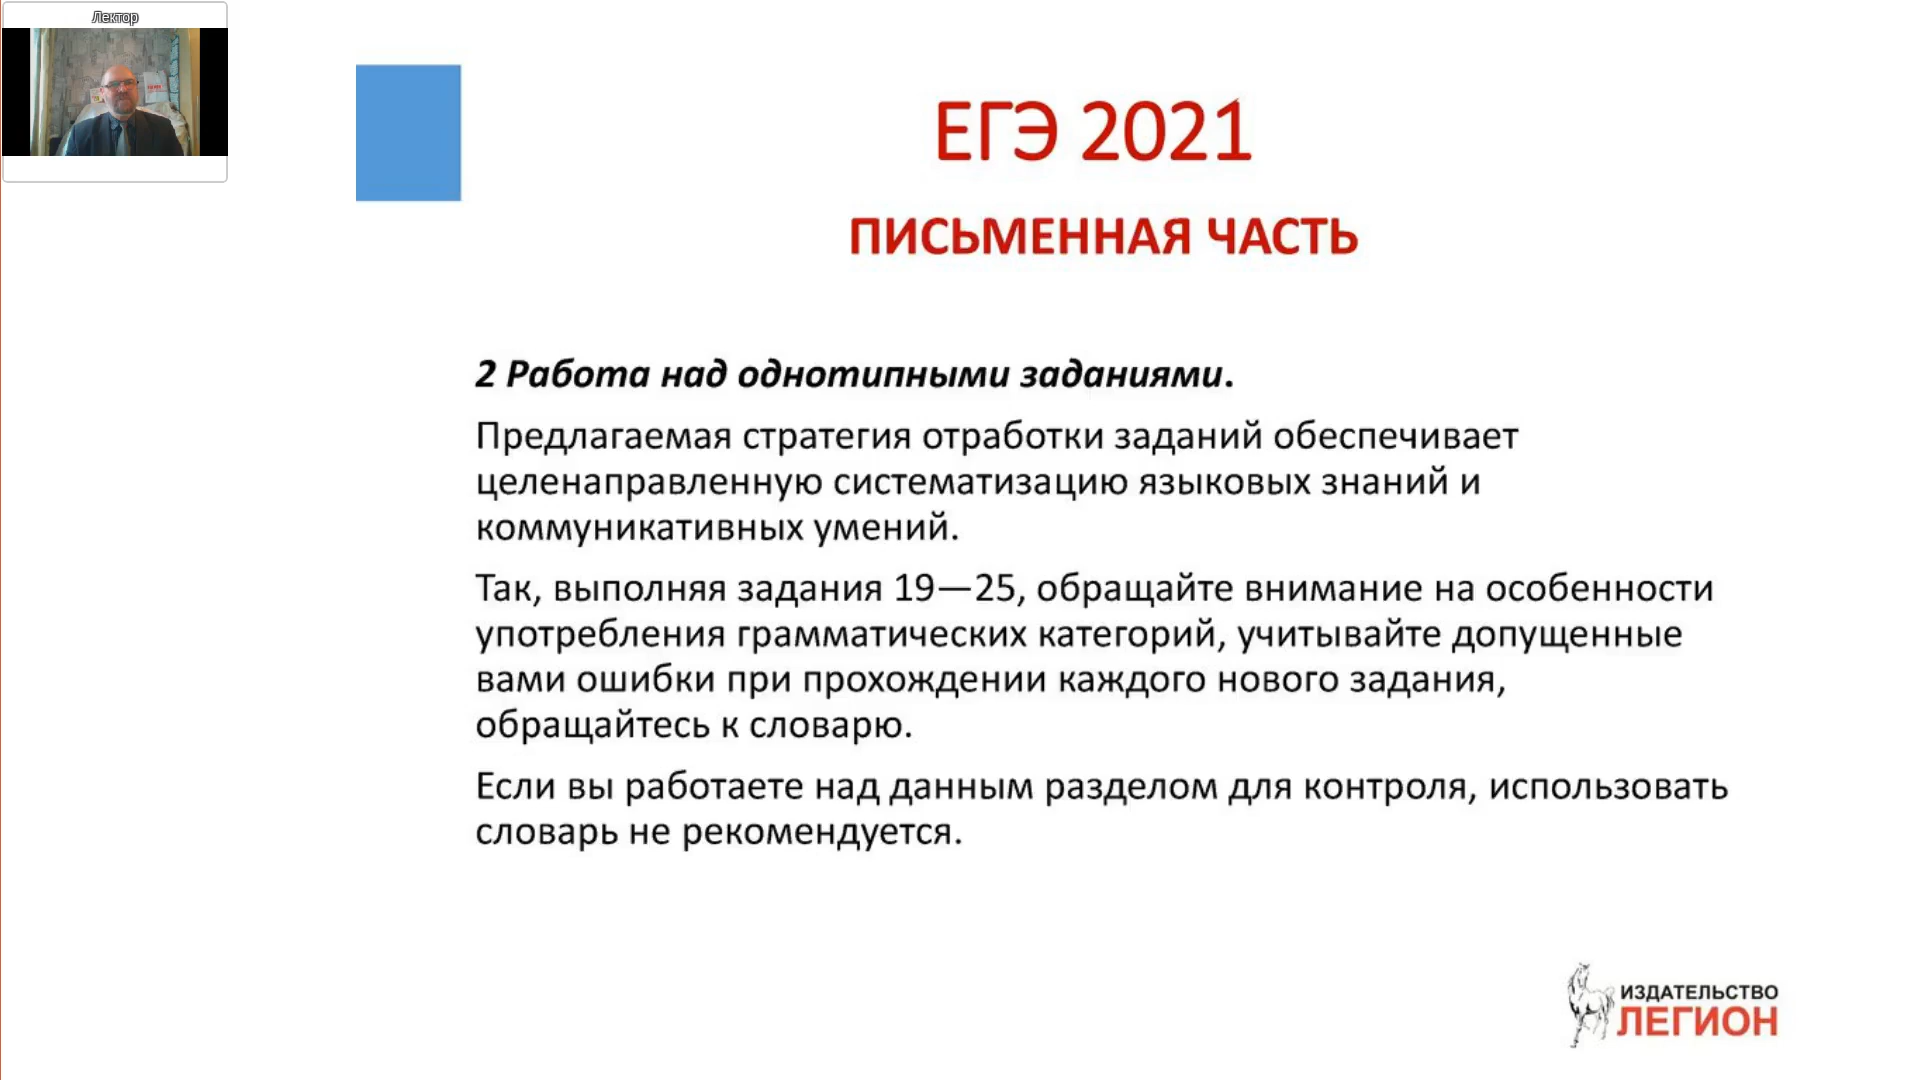 Лектор
ЕГЭ 2021
ПИСЬМЕННАЯ ЧАСТЬ
2 Работа над однотипными заданиями.
Предлагаемая стратегия отработки заданий обеспечивает
целенаправленную систематизацию языковых знаний и
коммуникативных умений.
Так, выполняя задания 19—25, обращайте внимание на особенности
употребления грамматических категорий, учитывайте допущенные
вами ошибки при прохождении каждого нового задания,
обращайтесь к словарю.
Если вы работаете над данным разделом для контроля, использовать
словарь не рекомендуется.
ИЗДАТЕЛЬСТВО
ЛЕГИОН